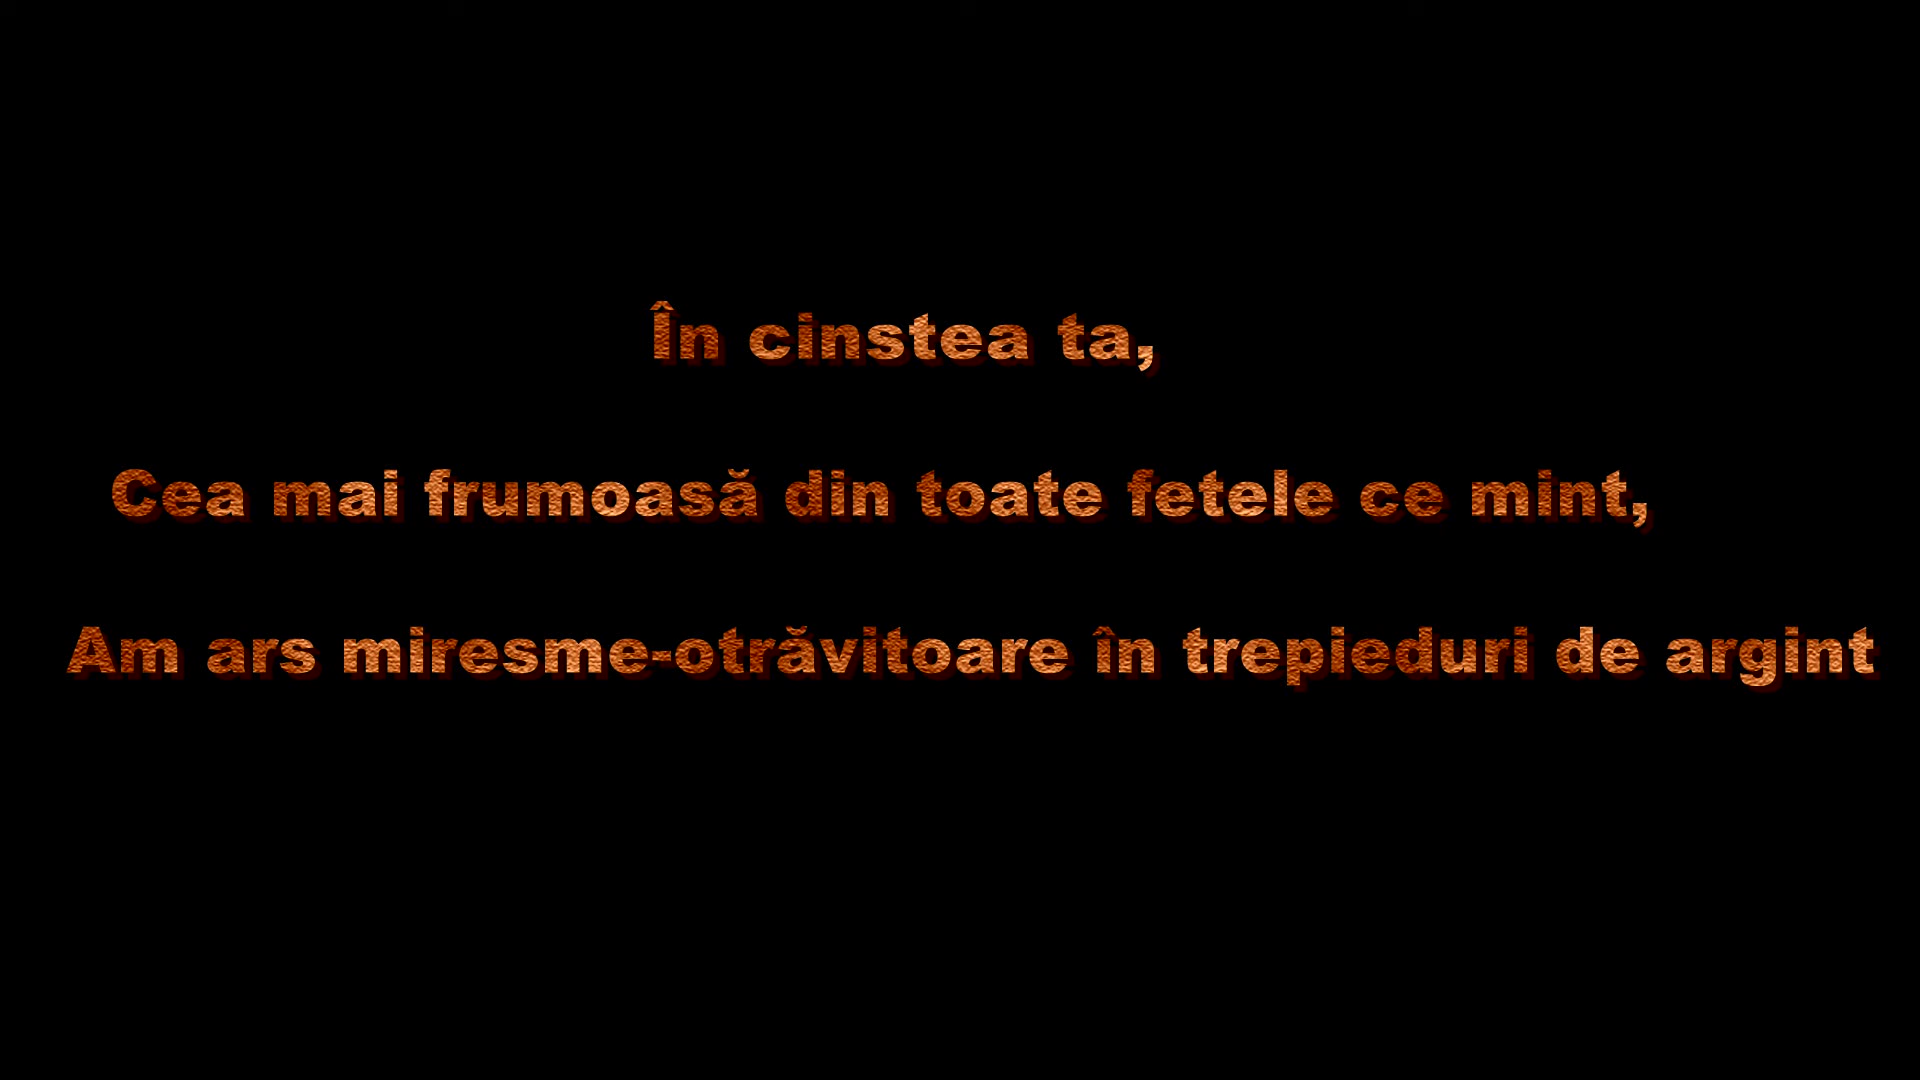 În cinstea ta,
Cea mai frumoasă din toate fetele ce mint,
Am ars miresme-otrăvitoare în trepieduri de argint